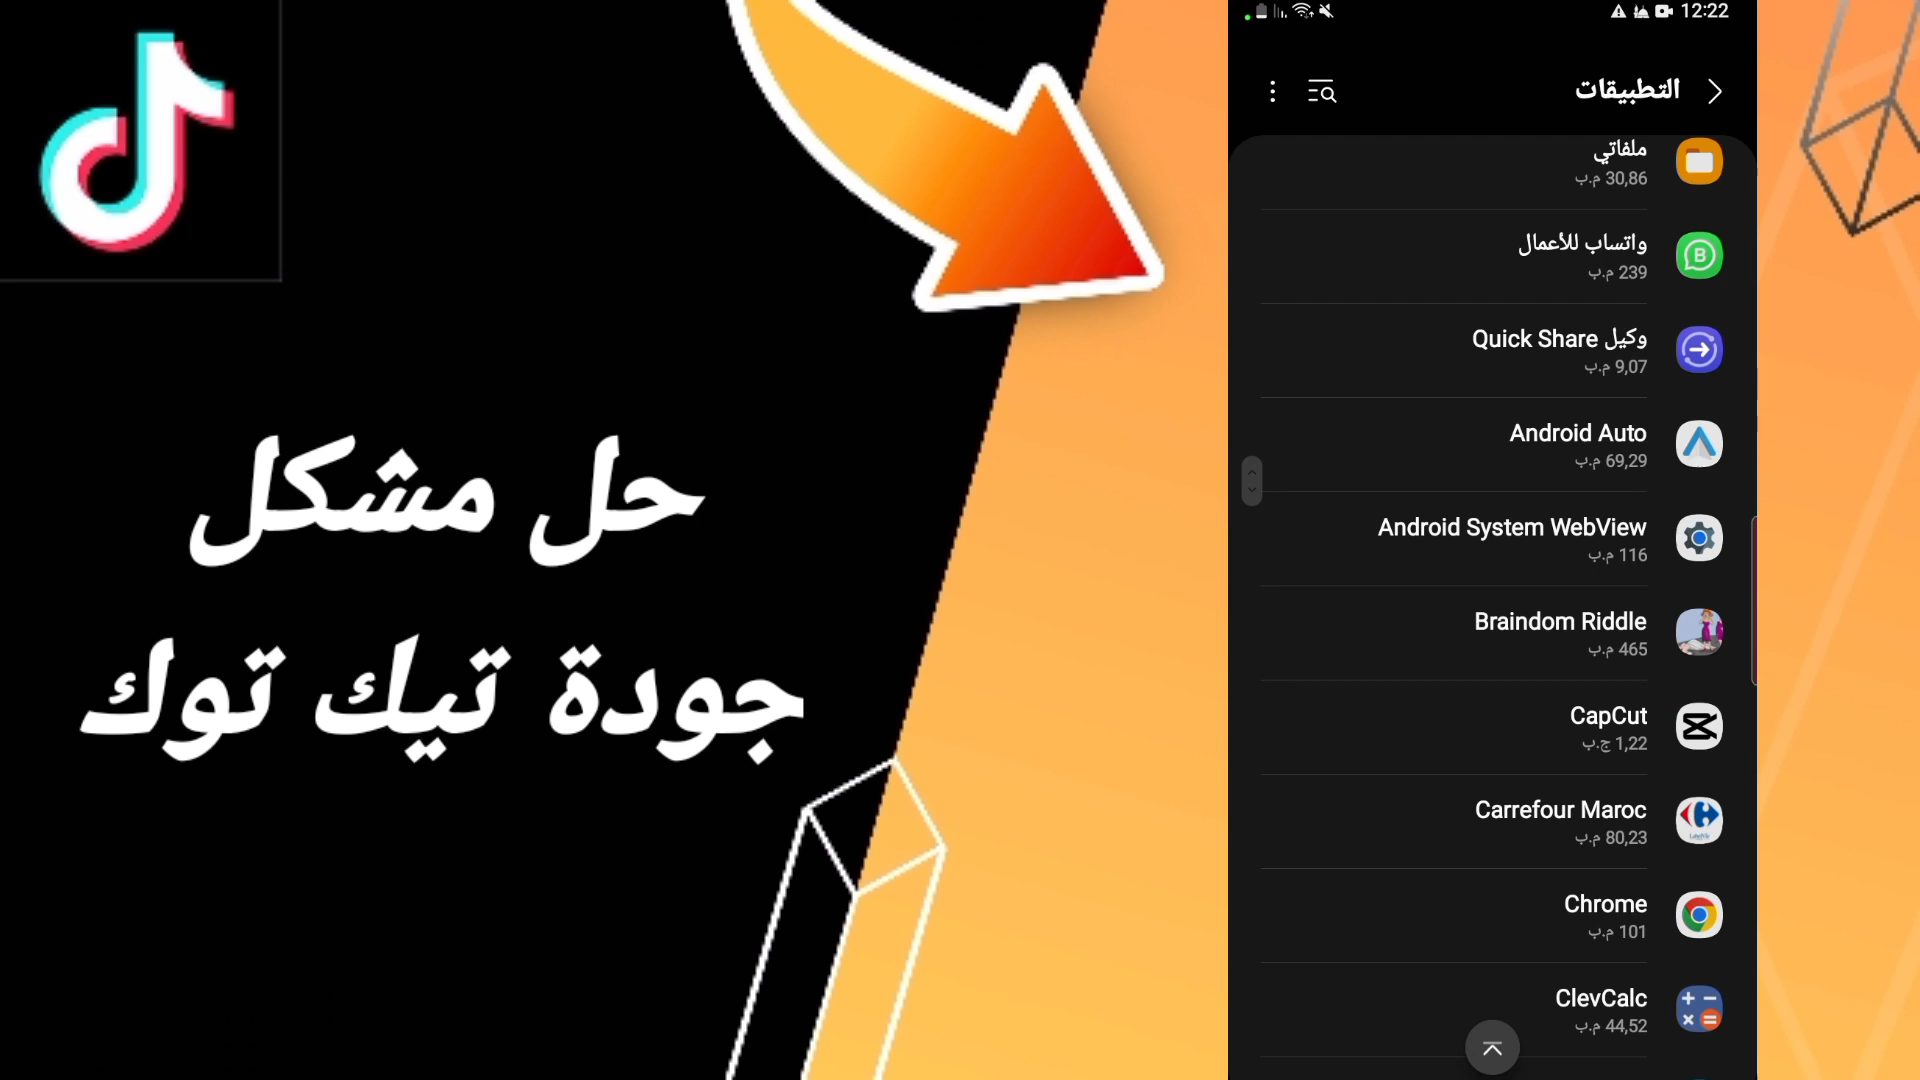 حل مشكل
جودة تيك توك
12:22
التطبيقات
ملفاتي
30,86 م.ب
واتساب للأعمال
239 م.ب
وكيل Quick Share
9,07 م.ب
Android Auto
69,29 م.ب
Android System WebView
116 م.ب
Braindom Riddle
465 م.ب
CapCut
1,22 ج.ب
Carrefour Maroc
80,23 م.ب
Chrome
101 م.ب
ClevCalc
44,52 م.ب